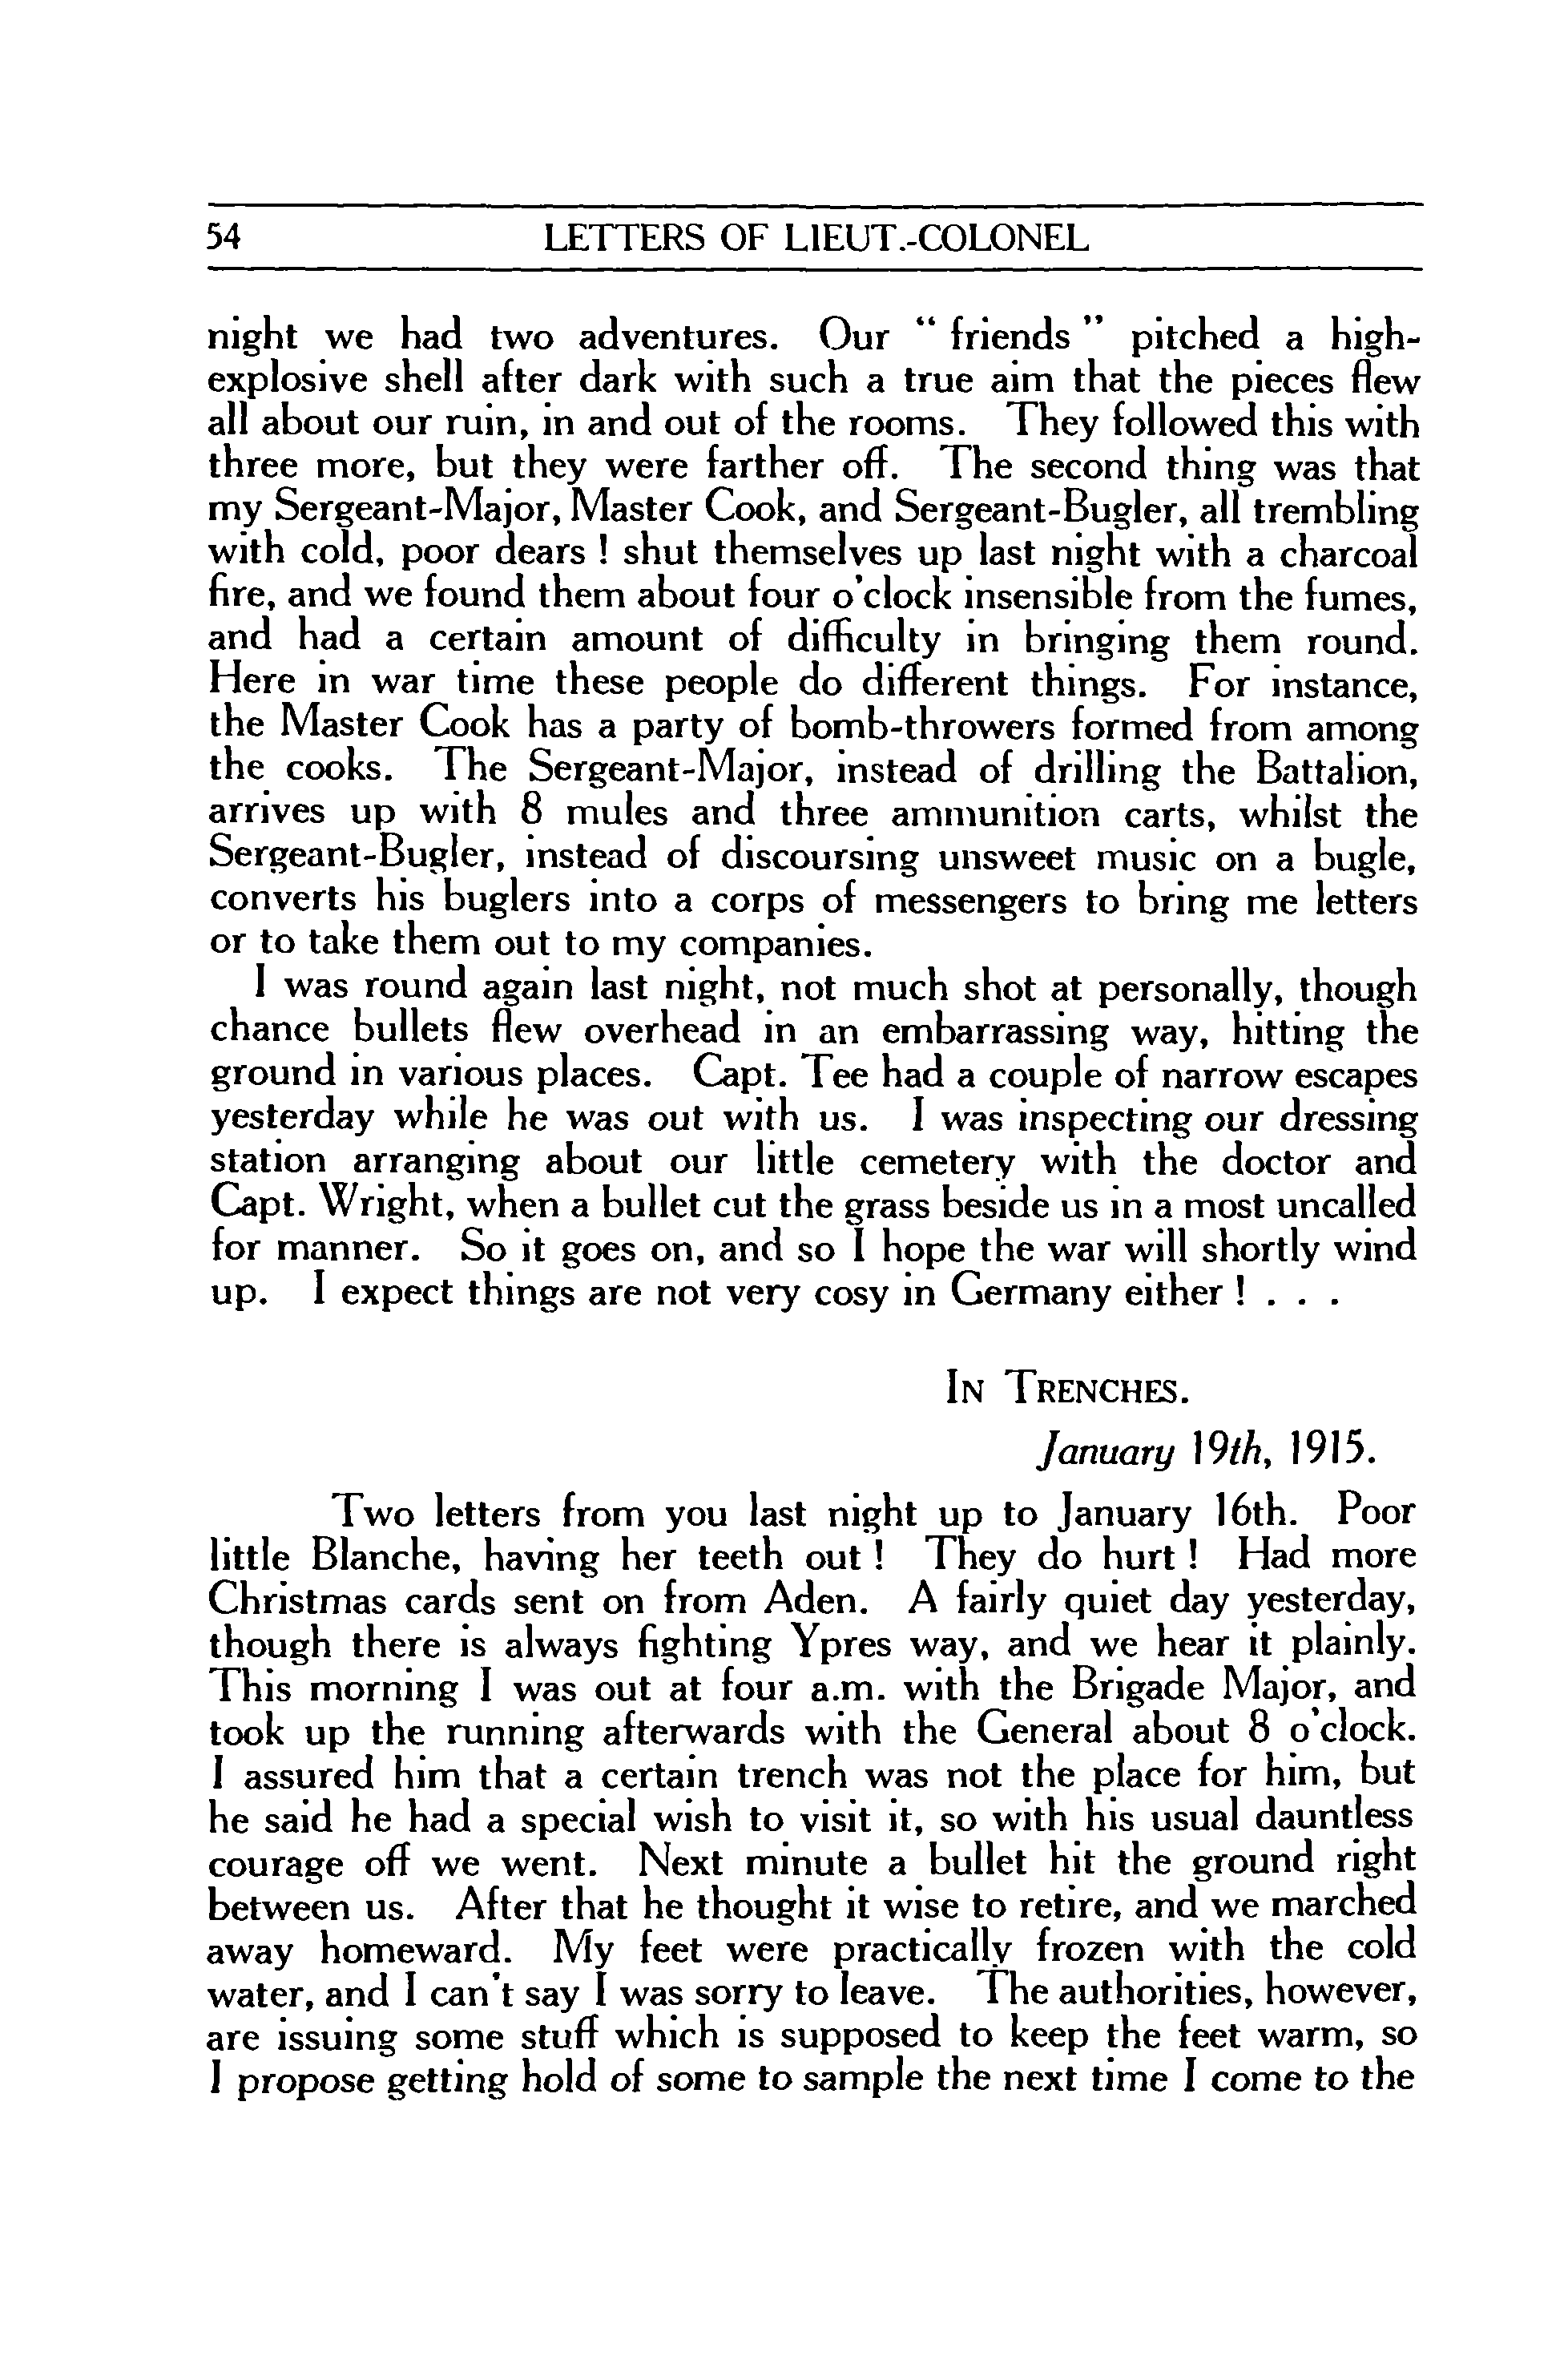 54 LETTERS OF LIEUT.-COLONEL
night we had two adventures. Our “ friends ” pitched a high-
explosive shell after dark with such a true aim that the pieces flew
all about our ruin, in and out of the rooms. They followed this with
three more, but they were farther off. The second thing was that
my Sergeant-Major, Master Cook, and Sergeant-Bugler, all trembling
with cold, poor dears ! shut themselves up last night with a charcoal
fire, and we found them about four o'clock insensible from the fumes,
and had a certain amount of difficulty in bringing them round.
Here in war time these people do different things. For instance,
the Master Cook has a party of bomb-throwers formed from among
the cooks. The Sergeant-Major, instead of drilling the Battalion,
arrives up with 8 mules and three ammunition carts, whilst the
Sergeant-Bugler, instead of discoursing unsweet music on a bugle,
converts his buglers into a corps of messengers to bring me letters
or to take them out to my companies.
I was round again last night, not much shot at personally, though
chance bullets flew overhead in an embarrassing way, hitting the
ground in various places. Capt. Tee had a couple of narrow escapes
yesterday while he was out with us. I was inspecting our dressing
station arranging about our little cemetery with the doctor and
Capt. Wright, when a bullet cut the grass beside us in a most uncalled
for manner. So it goes on, and so I hope the war will shortly wind
up. I expect things are not very cosy in Germany either ! . . .
IN TRENCHES.
January 19th, 1915.
Two letters from you last night up to January 16th. Poor
little Blanche, having her teeth out ! They do hurt ! Had more
Christmas cards sent on from Aden. A fairly quiet day yesterday,
though there is always fighting Ypres way, and we hear it plainly.
This morning I was out at four a.m. with the Brigade Major, and
took up the running afterwards with the General about 8 o'clock.
I assured him that a certain trench was not the place for him, but
he said he had a special wish to visit it, so with his usual dauntless
courage off we went. Next minute a bullet hit the ground right
between us. After that he thought it wise to retire, and we marched
away homeward. My feet were practically frozen with the cold
water, and I can't say I was sorry to leave. The authorities, however,
are issuing some stuff which is supposed to keep the feet warm, so
I propose getting hold of some to sample the next time I come to the